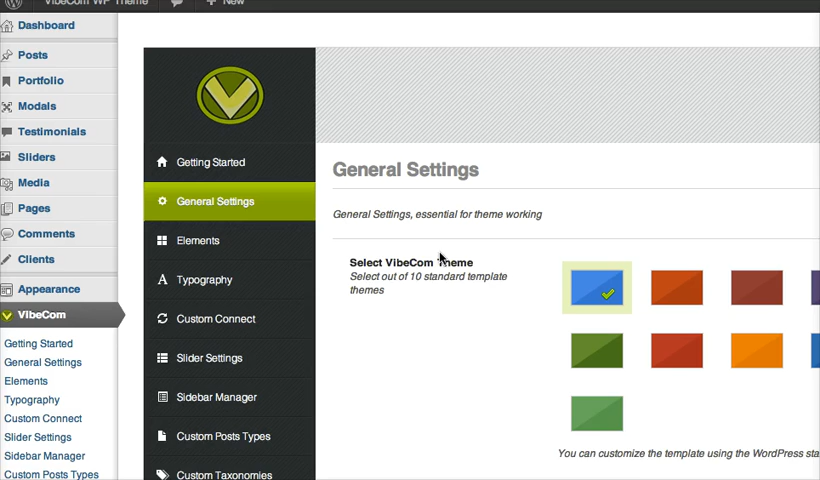 VibeCom WP Theme
New
Dashboard
Posts
Portfolio
Modals
Testimonials
Sliders
Media
Pages
Comments
Clients
Appearance
VibeCom
Getting Started
General Settings
Elements
Typography
Custom Connect
Slider Settings
Sidebar Manager
Custom Posts Types
Getting Started
General Settings
Elements
Typography
Custom Connect
Slider Settings
Sidebar Manager
Custom Posts Types
Custom Taxonomies
General Settings
General Settings, essential for theme working
Select VibeCom Theme
Select out of 10 standard template
themes
You can customize the template using the WordPress sta